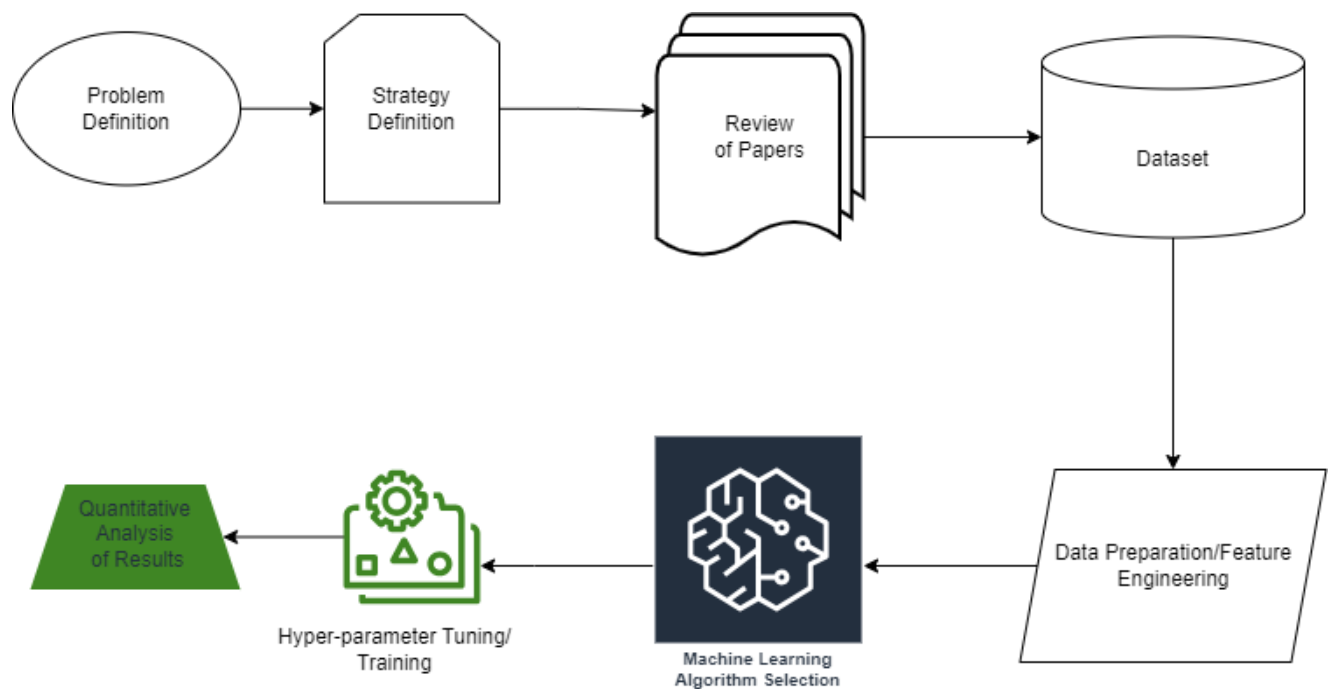 Problem
Definition
Strategy
Definition
Review
of Papers
Dataset
Data Preparation/Feature
Engineering
Machine Learning
Algorithm Selection
Hyper-parameter Tuning/
Training
Quantitative
Analysis
of Results